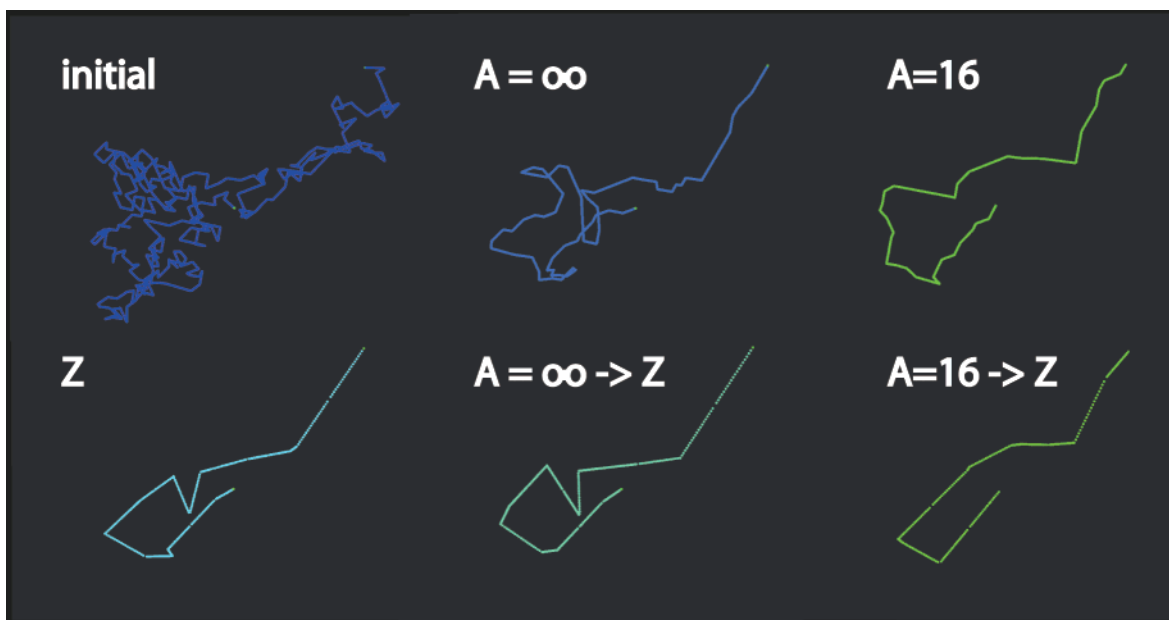 initial
A = ∞
A=16
Z
A = ∞ -> Z
A=16 -> Z